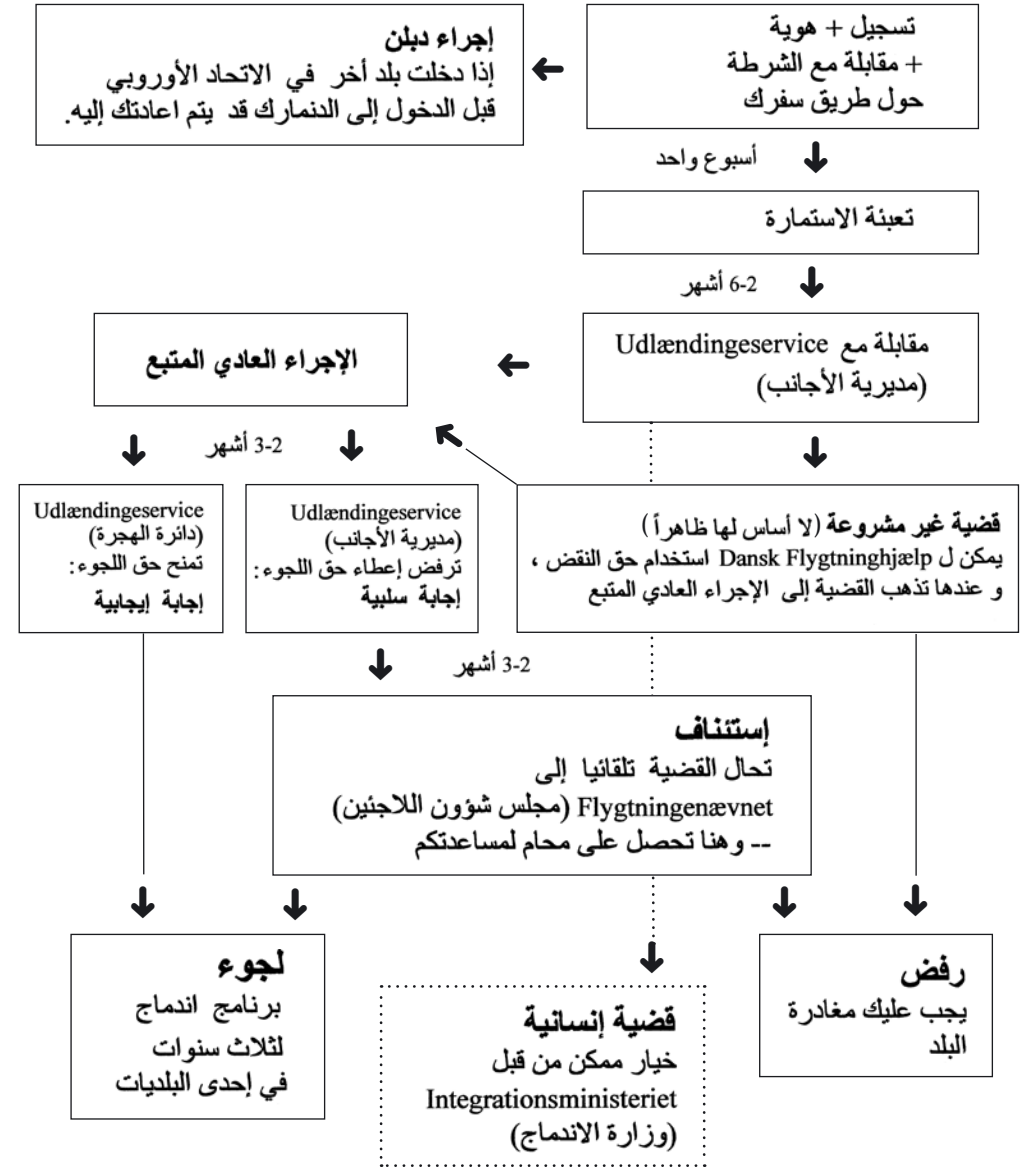 تسجيل + هوية
+ مقابلة مع الشرطة
حول طريق سفرك
إجراء دبلن
إذا دخلت بلد أخر في الاتحاد الأوروبي
قبل الدخول إلى الدنمارك قد يتم اعادتك إليه.
أسبوع واحد
تعبئة الاستمارة
6-2 أشهر
مقابلة مع Udlændingeservice
(مديرية الأجانب)
الإجراء العادي المتبع
3-2 أشهر
قضية غير مشروعة (لا أساس لها ظاهراً)
يمكن ل Dansk Flygtninghjælp استخدام حق النقض ،
و عندها تذهب القضية إلى الإجراء العادي المتبع
Udlændingeservice
(مديرية الأجانب)
ترفض إعطاء حق اللجوء:
إجابة سلبية
Udlændingeservice
(دائرة الهجرة)
تمنح حق اللجوء:
إجابة إيجابية
3-2 أشهر
إستئناف
تحال القضية تلقائيا إلى
Flygtningenævnet (مجلس شؤون اللاجئين)
-- وهنا تحصل على محام لمساعدتكم
رفض
يجب عليك مغادرة
البلد
قضية إنسانية
خيار ممكن من قبل
Integrationsministeriet
(وزارة الاندماج)
لجوء
برنامج اندماج
لثلاث سنوات
في إحدى البلديات